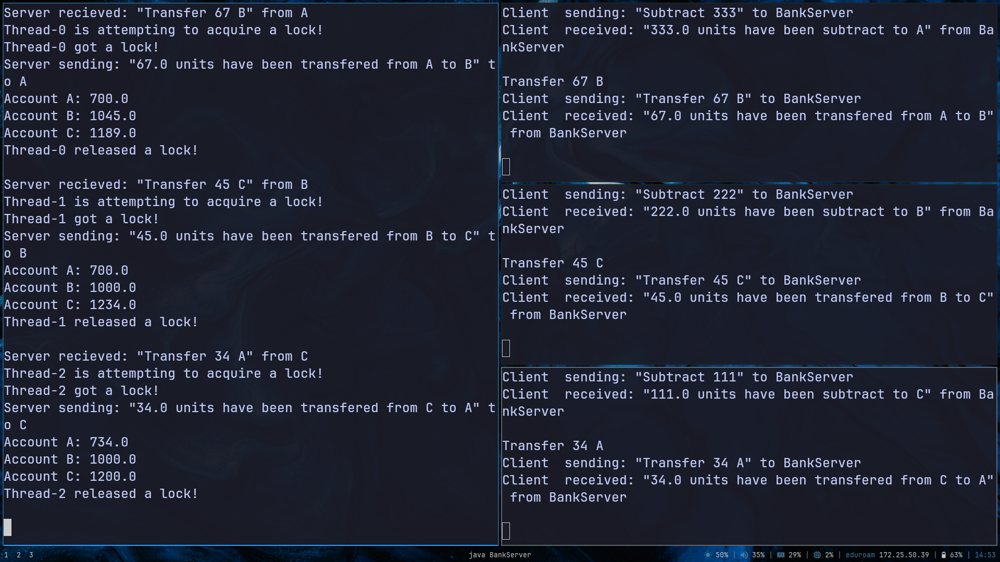 Server recieved: "Transfer 67 B" from A
Thread-0 is attempting to acquire a lock!
Thread-0 got a lock!
Server sending: "67.0 units have been transfered from A to B" t
o A
Account A: 700.0
Account B: 1045.0
Account C: 1189.0
Thread-0 released a lock!
Server recieved: "Transfer 45 C" from B
Thread-1 is attempting to acquire a lock!
Thread-1 got a lock!
Server sending: "45.0 units have been transfered from B to C" t
o B
Account A: 700.0
Account B: 1000.0
Account C: 1234.0
Thread-1 released a lock!
Server recieved: "Transfer 34 A" from C
Thread-2 is attempting to acquire a lock!
Thread-2 got a lock!
Server sending: "34.0 units have been transfered from C to A" t
o C
Account A: 734.0
Account B: 1000.0
Account C: 1200.0
Thread-2 released a lock!
Client  sending: "Subtract 333" to BankServer
Client  received: "333.0 units have been subtract to A" from Ba
nkServer
Transfer 67 B
Client  sending: "Transfer 67 B" to BankServer
Client  received: "67.0 units have been transfered from A to B"
 from BankServer
Client  sending: "Subtract 222" to BankServer
Client  received: "222.0 units have been subtract to B" from Ba
nkServer
Transfer 45 C
Client  sending: "Transfer 45 C" to BankServer
Client  received: "45.0 units have been transfered from B to C"
 from BankServer
Client  sending: "Subtract 111" to BankServer
Client  received: "111.0 units have been subtract to C" from Ba
nkServer
Transfer 34 A
Client  sending: "Transfer 34 A" to BankServer
Client  received: "34.0 units have been transfered from C to A"
 from BankServer
1 2 3 java BankServer 50% | 35% | 29% | 2% | eduroam 172.25.50.39 | 63% | 14:53